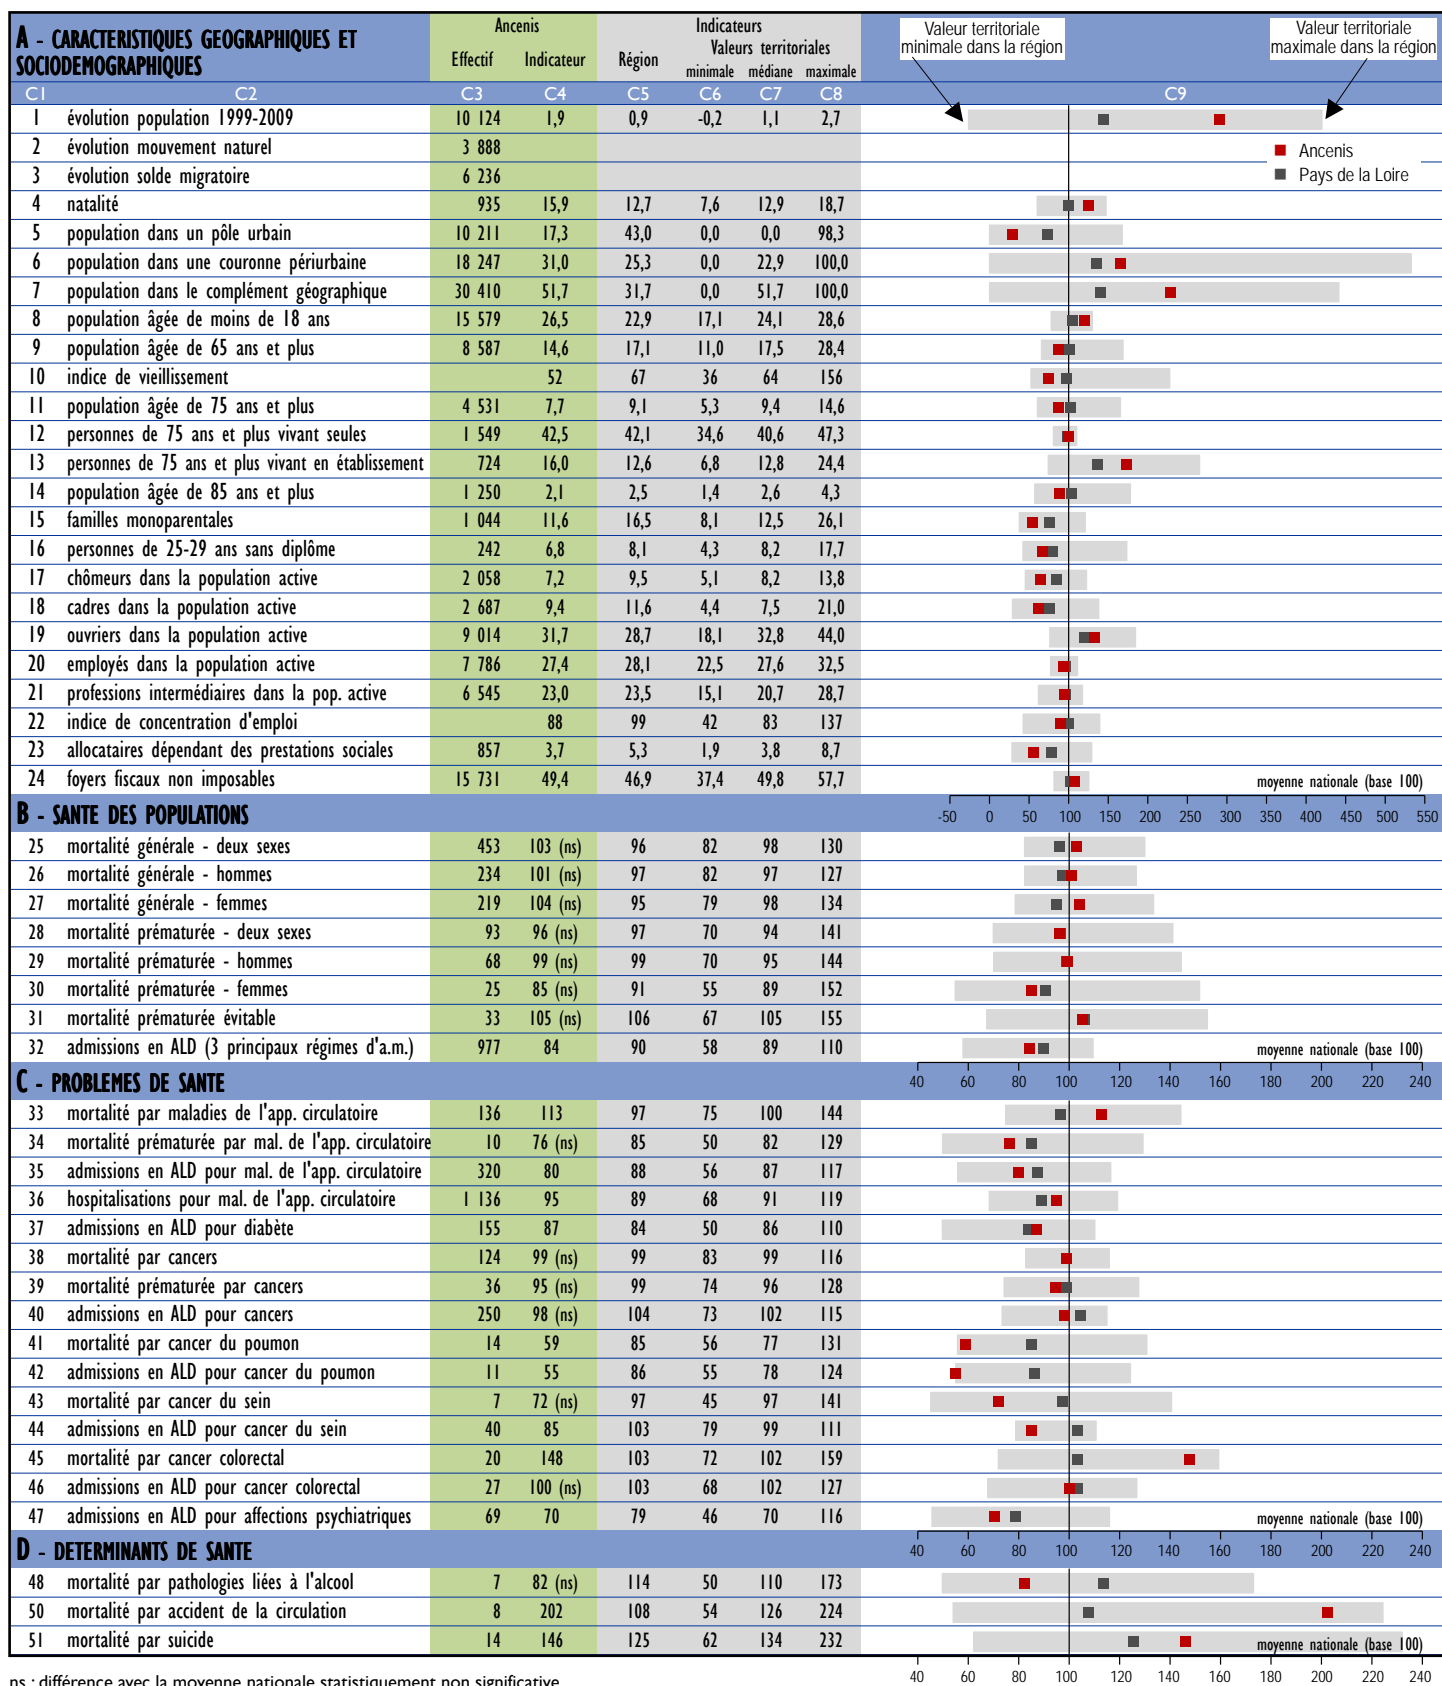 A - CARACTERISTIQUES GEOGRAPHIQUES ET SOCIODEMOGRAPHIQUES
Ancenis
Effectif Indicateur
Indicateurs
Région Valeurs territoriales
minimale médiane maxmale
Valeur territoriale minimale dans la région
Valeur territoriale maximale dans la région
C1 C2 C3 C4 C5 C6 C7 C8 C9
1 évolution population 1999-2009 10 124 1,9 0,9 -0,2 1,1 2,7
2 évolution mouvement naturel 3 888
Ancenis
3 évolution solde migratoire 6 236
Pays de la Loire
4 natalité 935 15,9 12,7 7,6 12,9 18,7
5 population dans un pôle urbain 10 211 17,3 43,0 0,0 0,0 98,3
6 population dans une couronne périurbaine 18 247 31,0 25,3 0,0 22,9 100,0
7 population dans le complément géographique 30 410 51,7 31,7 0,0 51,7 100,0
8 population âgée de moins de 18 ans 15 579 26,5 22,9 17,1 24,1 28,6
9 population âgée de 65 ans et plus 8 587 14,6 17,1 11,0 17,5 28,4
10 indice de vieillissement 52 67 36 64 156
11 population âgée de 75 ans et plus 4 531 7,7 9,1 5,3 9,4 14,6
12 personnes de 75 ans et plus vivant seules 1 549 42,5 42,1 34,6 40,6 47,3
13 personnes de 75 ans et plus vivant en établissement 724 16,0 12,6 6,8 12,8 24,4
14 population âgée de 85 ans et plus 1 250 2,1 2,5 1,4 2,6 4,3
15 familles monoparentales 1 044 11,6 16,5 8,1 12,5 26,1
16 personnes de 25-29 ans sans diplôme 242 6,8 8,1 4,3 8,2 17,7
17 chômeurs dans la population active 2 058 7,2 9,5 5,1 8,2 13,8
18 cadres dans la population active 2 687 9,4 11,6 4,4 7,5 21,0
19 ouvriers dans la population active 9 014 31,7 28,7 18,1 32,8 44,0
20 employés dans la population active 7 786 27,4 28,1 22,5 27,6 32,5
21 professions intermédiaires dans la pop. active 6 545 23,0 23,5 15,1 20,7 28,7
22 indice de concentration d'emploi 88 99 42 83 137
23 allocataires dépendant des prestations sociales 857 3,7 5,3 1,9 3,8 8,7
24 foyers fiscaux non imposables 15 731 49,4 46,9 37,4 49,8 57,7 moyenne nationale (base 100)
B - SANTE DES POPULATIONS -50 0 50 100 150 200 250 300 350 400 450 500 550
25 mortalité générale - deux sexes 453 103 (ns) 96 82 98 130
26 mortalité générale - hommes 234 101 (ns) 97 82 97 127
27 mortalité générale - femmes 219 104 (ns) 95 79 98 134
28 mortalité prématurée - deux sexes 93 96 (ns) 97 70 94 141
29 mortalité prématurée - hommes 68 99 (ns) 99 70 95 144
30 mortalité prématurée - femmes 25 85 (ns) 91 55 89 152
31 mortalité prématurée évitable 33 105 (ns) 106 67 105 155
32 admissions en ALD (3 principaux régimes d'a.m.) 977 84 90 58 89 110 moyenne nationale (base 100)
C - PROBLEMES DE SANTE 40 60 80 100 120 140 160 180 200 220 240
33 mortalité par maladies de l'app. circulatoire 136 113 97 75 100 144
34 mortalité prématurée par mal. de l'app. circulatoire 10 76 (ns) 85 50 82 129
35 admissions en ALD pour mal. de l'app. circulatoire 320 80 88 56 87 117
36 hospitalisations pour mal. de l'app. circulatoire 1 136 95 89 68 91 119
37 admissions en ALD pour diabète 155 87 84 50 86 110
38 mortalité par cancers 124 99 (ns) 99 83 99 116
39 mortalité prématurée par cancers 36 95 (ns) 99 74 96 128
40 admissions en ALD pour cancers 250 98 (ns) 104 73 102 115
41 mortalité par cancer du poumon 14 59 85 56 77 131
42 admissions en ALD pour cancer du poumon 11 55 86 55 78 124
43 mortalité par cancer du sein 7 72 (ns) 97 45 97 141
44 admissions en ALD pour cancer du sein 40 85 103 79 99 111
45 mortalité par cancer colorectal 20 148 103 72 102 159
46 admissions en ALD pour cancer colorectal 27 100 (ns) 103 68 102 127
47 admissions en ALD pour affections psychiatriques 69 70 79 46 70 116 moyenne nationale (base 100)
D - DETERMINANTS DE SANTE 40 60 80 100 120 140 160 180 200 220 240
48 mortalité par pathologies liées à l'alcool 7 82 (ns) 114 50 110 173
50 mortalité par accident de la circulation 8 202 108 54 126 224
51 mortalité par suicide 14 146 125 62 134 232 moyenne nationale (base 100)
40 60 80 100 120 140 160 180 200 220 240
ns : différence avec la moyenne nationale statistiquement non significative